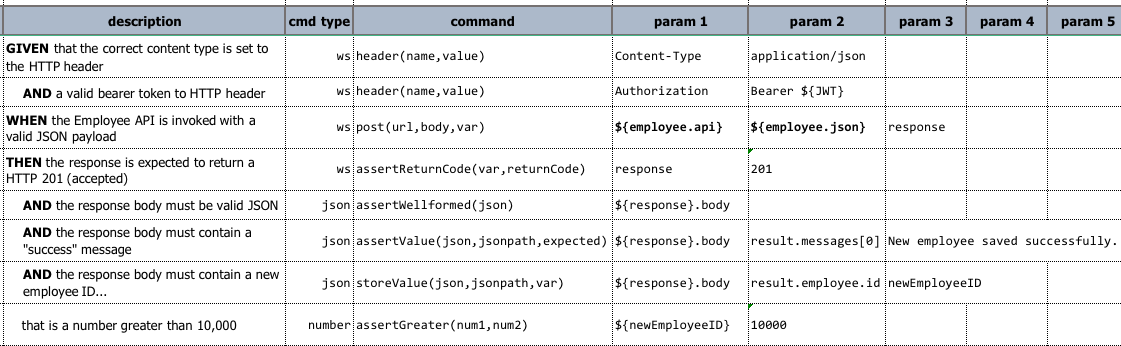 description cmd type command param 1 param 2 param 3 param 4 param 5
GIVEN that the correct content type is set to
the HTTP header ws header(name,value) Content-Type application/json
AND a valid bearer token to HTTP header ws header(name,value) Authorization Bearer ${JWT}
WHEN the Employee API is invoked with a
valid JSON payload ws post(url,body,var) ${employee.api} ${employee.json} response
THEN the response is expected to return a
HTTP 201 (accepted) ws assertReturnCode(var,returnCode) response 201
AND the response body must be valid JSON json assertWellformed(json) ${response}.body
AND the response body must contain a
"success" message json assertValue(json,jsonpath,expected) ${response}.body result.messages[0] New employee saved successfully.
AND the response body must contain a new
employee ID... json storeValue(json,jsonpath,var) ${response}.body result.employee.id newEmployeeID
that is a number greater than 10,000 number assertGreater(num1,num2) ${newEmployeeID} 10000